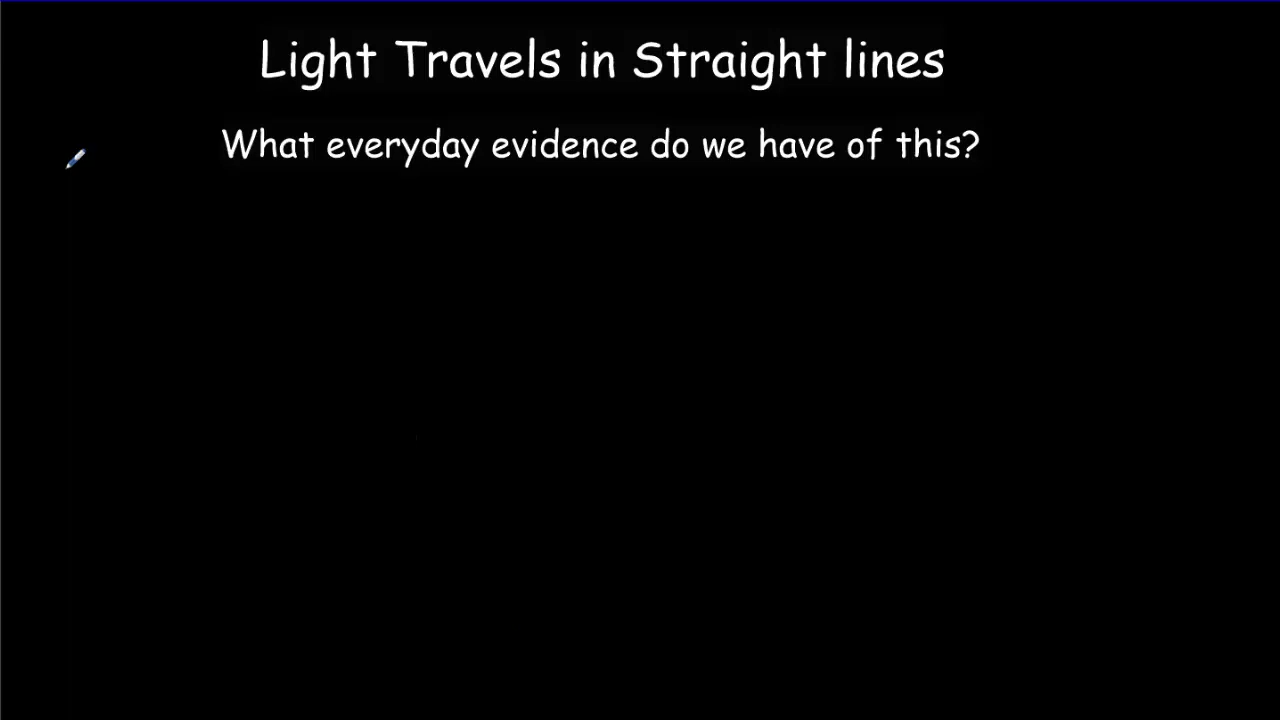 Light Travels in Straight lines
What everyday evidence do we have of this?